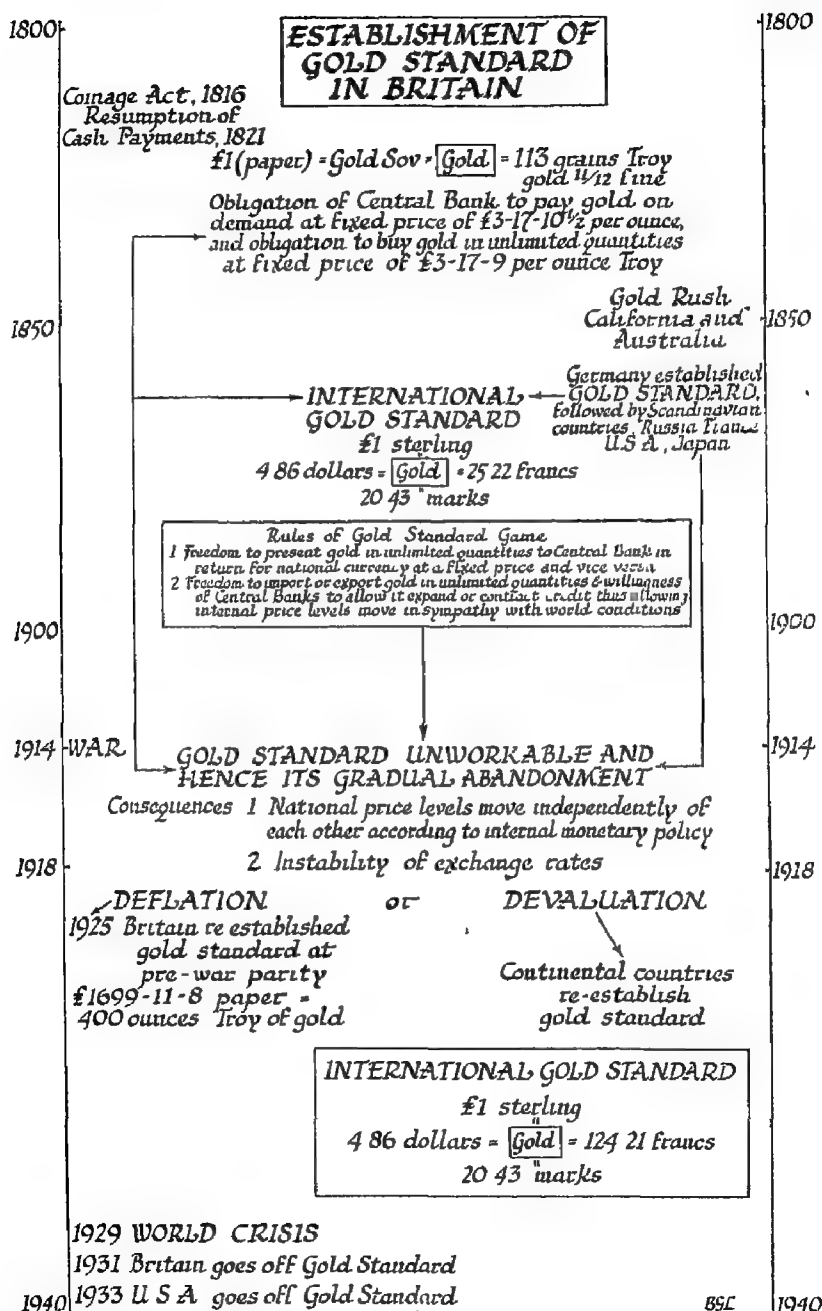 1800
1800
ESTABLISHMENT OF
GOLD STANDARD
IN BRITAIN
Coinage Act, 1816
Resumption of
Cash Payments, 1821
£1 (paper) = Gold Sov = Gold = 113 grains Troy
gold 11/12 fine
Obligation of Central Bank to pay gold on
demand at fixed price of £3-17-10½ per ounce,
and obligation to buy gold in unlimited quantities
at fixed price of £3-17-9 per ounce Troy
Gold Rush
California and
Australia
1850
1850
Germany established
GOLD STANDARD,
followed by Scandinavian
countries, Russia France
U.S A, Japan
INTERNATIONAL
GOLD STANDARD
£1 sterling
4 86 dollars = Gold = 25 22 francs
20 43 marks
Rules of Gold Standard Game
1 Freedom to present gold in unlimited quantities to Central Bank in
return for national currency at a fixed price and vice versa
2 Freedom to import or export gold in unlimited quantities & willingness
of Central Banks to allow it expand or contract credit thus allowing
internal price levels move in sympathy with world conditions
1900
1900
1914
WAR
1914
GOLD STANDARD UNWORKABLE AND
HENCE ITS GRADUAL ABANDONMENT
Consequences 1 National price levels move independently of
each other according to internal monetary policy
2 Instability of exchange rates
1918
1918
DEFLATION or DEVALUATION
1925 Britain re established
gold standard at
pre-war parity
£1699-11-8 paper =
400 ounces Troy of gold
Continental countries
re-establish
gold standard
INTERNATIONAL GOLD STANDARD
£1 sterling
"
4 86 dollars = Gold = 124 21 francs
"
20 43 marks
1929 WORLD CRISIS
1931 Britain goes off Gold Standard
1933 U S A goes off Gold Standard
1940
BSE
1940